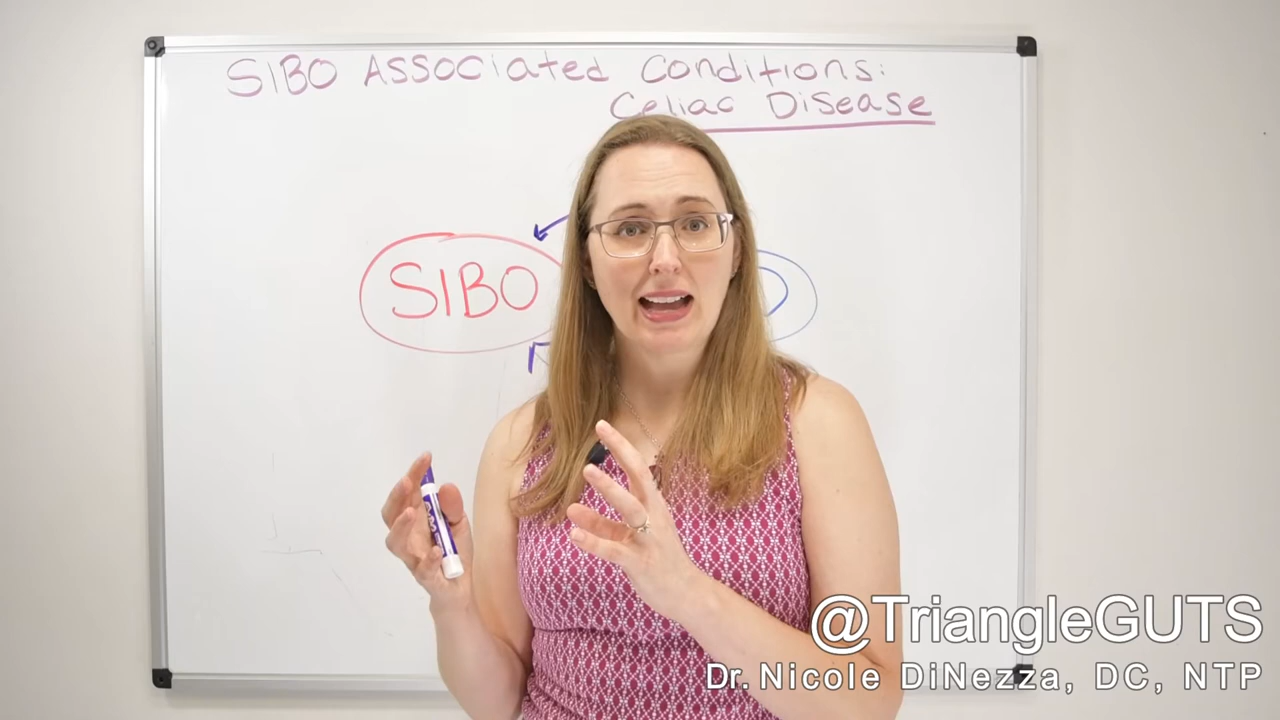 SIBO Associated Conditions:
Celiac Disease
SIBO
@TriangleGUTS
Dr. Nicole DiNezza, DC, NTP